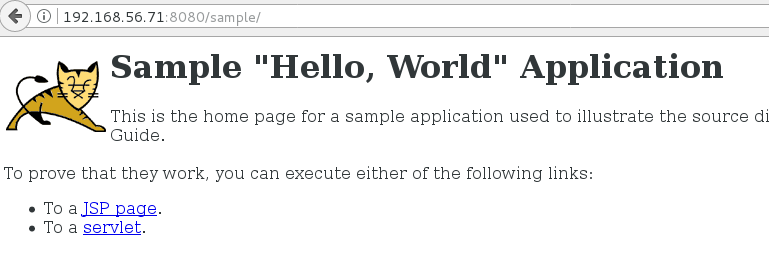 192.168.56.71:8080/sample/
Sample "Hello, World" Application
This is the home page for a sample application used to illustrate the source di
Guide.
To prove that they work, you can execute either of the following links:
• To a JSP page.
• To a servlet.